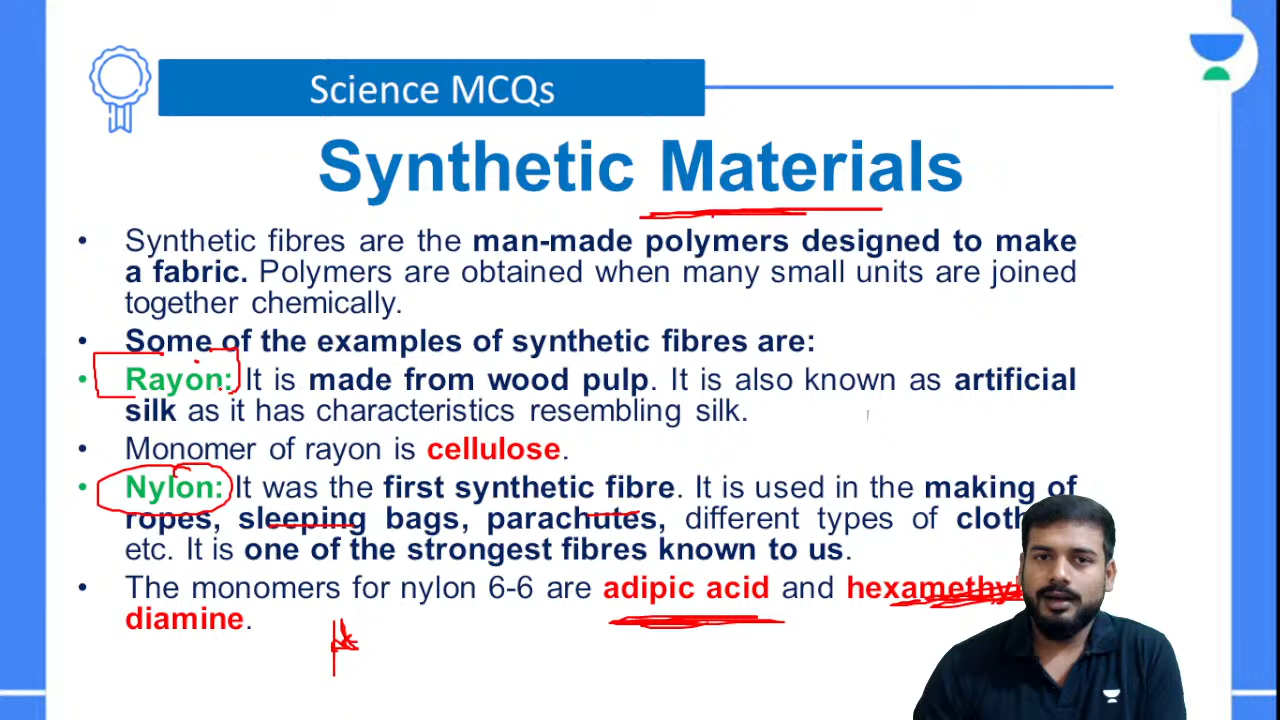 Science MCQs
Synthetic Materials
• Synthetic fibres are the man-made polymers designed to make
a fabric. Polymers are obtained when many small units are joined
together chemically.
• Some of the examples of synthetic fibres are:
• Rayon: It is made from wood pulp. It is also known as artificial
silk as it has characteristics resembling silk.
• Monomer of rayon is cellulose.
• Nylon: It was the first synthetic fibre. It is used in the making of
ropes, sleeping bags, parachutes, different types of
etc. It is one of the strongest fibres known to us.
• The monomers for nylon 6-6 are adipic acid and
diamine.